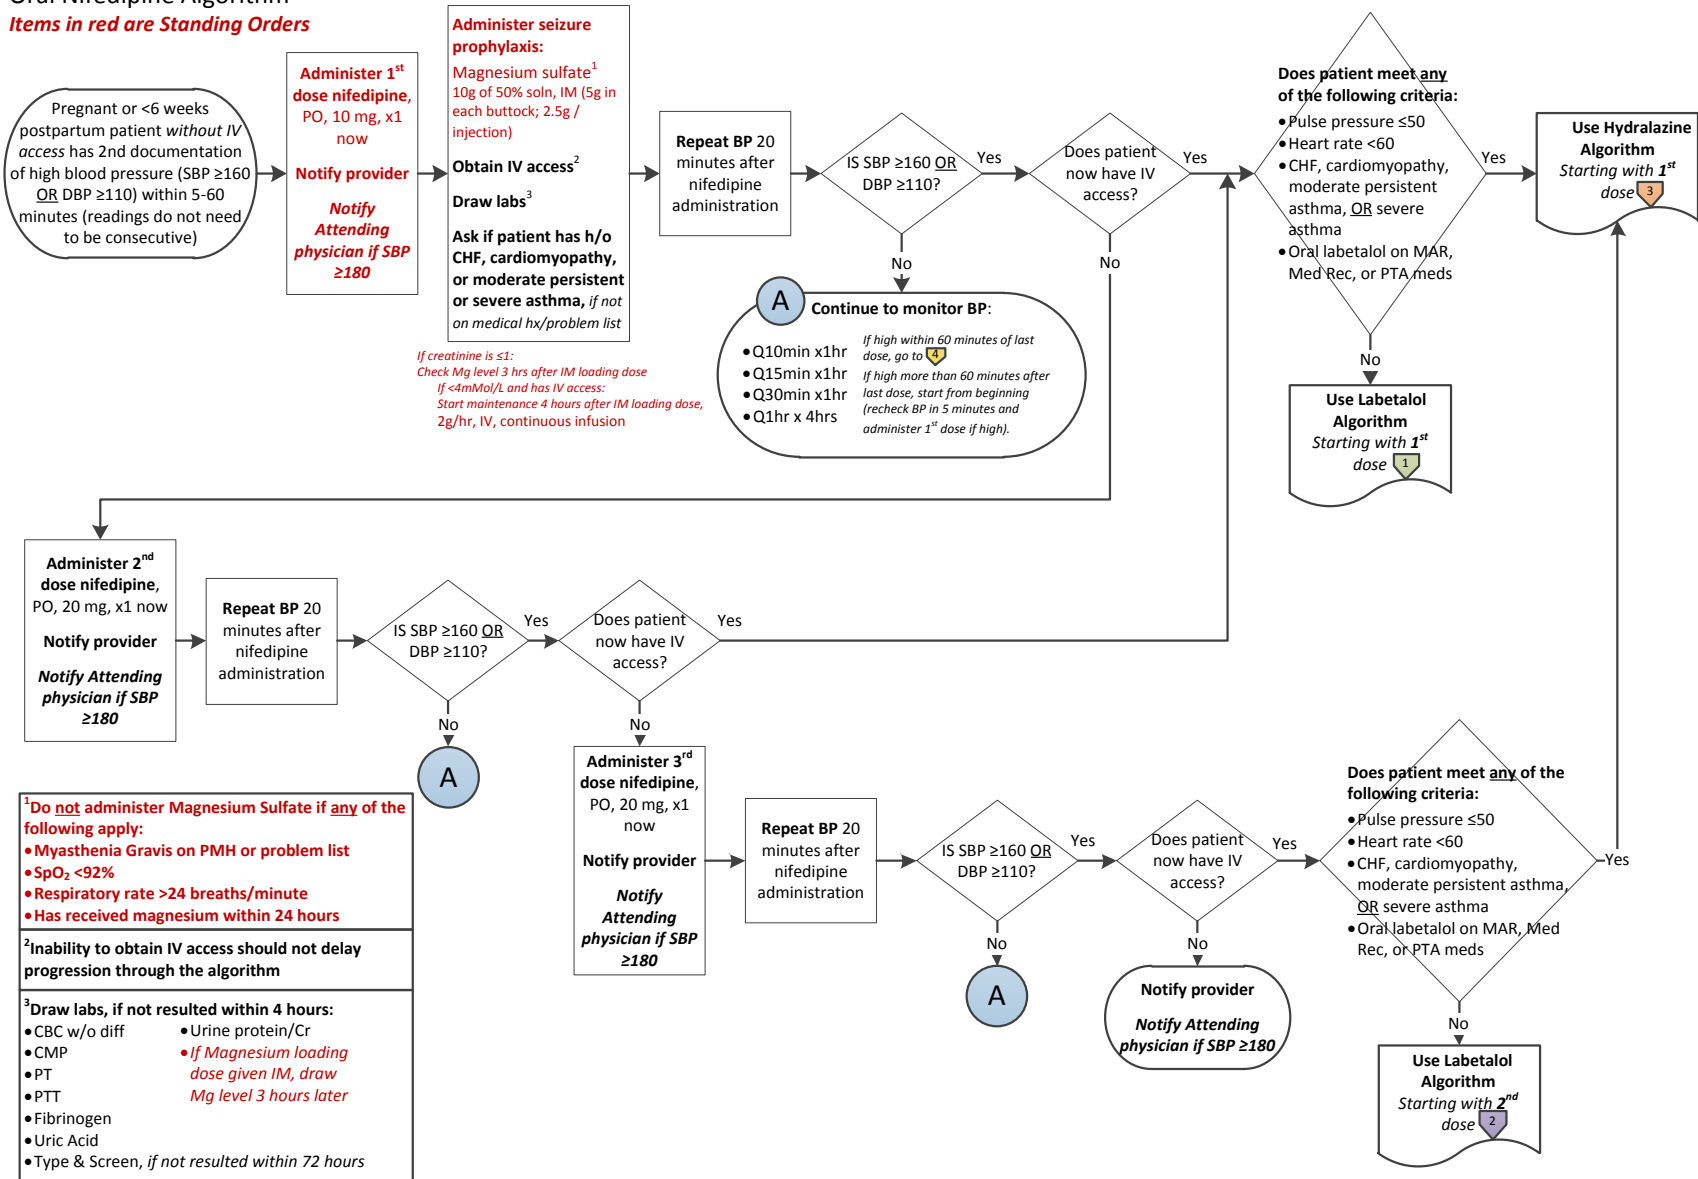 Oral Nifedipine Algorithm
Items in red are Standing Orders
Pregnant or <6 weeks
postpartum patient without IV
access has 2nd documentation
of high blood pressure (SBP ≥160
OR DBP ≥110) within 5-60
minutes (readings do not need
to be consecutive)
Administer 1st
dose nifedipine,
PO, 10 mg, x1
now
Notify provider
Notify
Attending
physician if SBP
≥180
Administer seizure
prophylaxis:
Magnesium sulfate1
10g of 50% soln, IM (5g in
each buttock; 2.5g /
injection)
Obtain IV access2
Draw labs3
Ask if patient has h/o
CHF, cardiomyopathy,
or moderate persistent
or severe asthma, if not
on medical hx/problem list
If creatinine is ≤1:
Check Mg level 3 hrs after IM loading dose
If <4mMol/L and has IV access:
Start maintenance 4 hours after IM loading dose,
2g/hr, IV, continuous infusion
Repeat BP 20
minutes after
nifedipine
administration
IS SBP ≥160 OR
DBP ≥110?
Yes
No
Does patient
now have IV
access?
Yes
No
A
Continue to monitor BP:
•Q10min x1hr
•Q15min x1hr
•Q30min x1hr
•Q1hr x 4hrs
If high within 60 minutes of last
dose, go to 4
If high more than 60 minutes after
last dose, start from beginning
(recheck BP in 5 minutes and
administer 1st dose if high).
Does patient meet any
of the following criteria:
•Pulse pressure ≤50
•Heart rate <60
•CHF, cardiomyopathy,
moderate persistent
asthma, OR severe
asthma
•Oral labetalol on MAR,
Med Rec, or PTA meds
Yes
No
Use Hydralazine
Algorithm
Starting with 1st
dose 3
Use Labetalol
Algorithm
Starting with 1st
dose 1
Administer 2nd
dose nifedipine,
PO, 20 mg, x1 now
Notify provider
Notify Attending
physician if SBP
≥180
Repeat BP 20
minutes after
nifedipine
administration
IS SBP ≥160 OR
DBP ≥110?
Yes
No
A
Does patient
now have IV
access?
Yes
No
Administer 3rd
dose nifedipine,
PO, 20 mg, x1
now
Notify provider
Notify
Attending
physician if SBP
≥180
Repeat BP 20
minutes after
nifedipine
administration
IS SBP ≥160 OR
DBP ≥110?
Yes
No
A
Does patient
now have IV
access?
Yes
No
Notify provider
Notify Attending
physician if SBP ≥180
Does patient meet any of the
following criteria:
•Pulse pressure ≤50
•Heart rate <60
•CHF, cardiomyopathy,
moderate persistent asthma,
OR severe asthma
•Oral labetalol on MAR, Med
Rec, or PTA meds
Yes
No
Use Labetalol
Algorithm
Starting with 2nd
dose 2
1Do not administer Magnesium Sulfate if any of the
following apply:
•Myasthenia Gravis on PMH or problem list
•SpO2 <92%
•Respiratory rate >24 breaths/minute
•Has received magnesium within 24 hours
2Inability to obtain IV access should not delay
progression through the algorithm
3Draw labs, if not resulted within 4 hours:
•CBC w/o diff
•CMP
•PT
•PTT
•Fibrinogen
•Uric Acid
•Type & Screen, if not resulted within 72 hours
•Urine protein/Cr
•If Magnesium loading
dose given IM, draw
Mg level 3 hours later